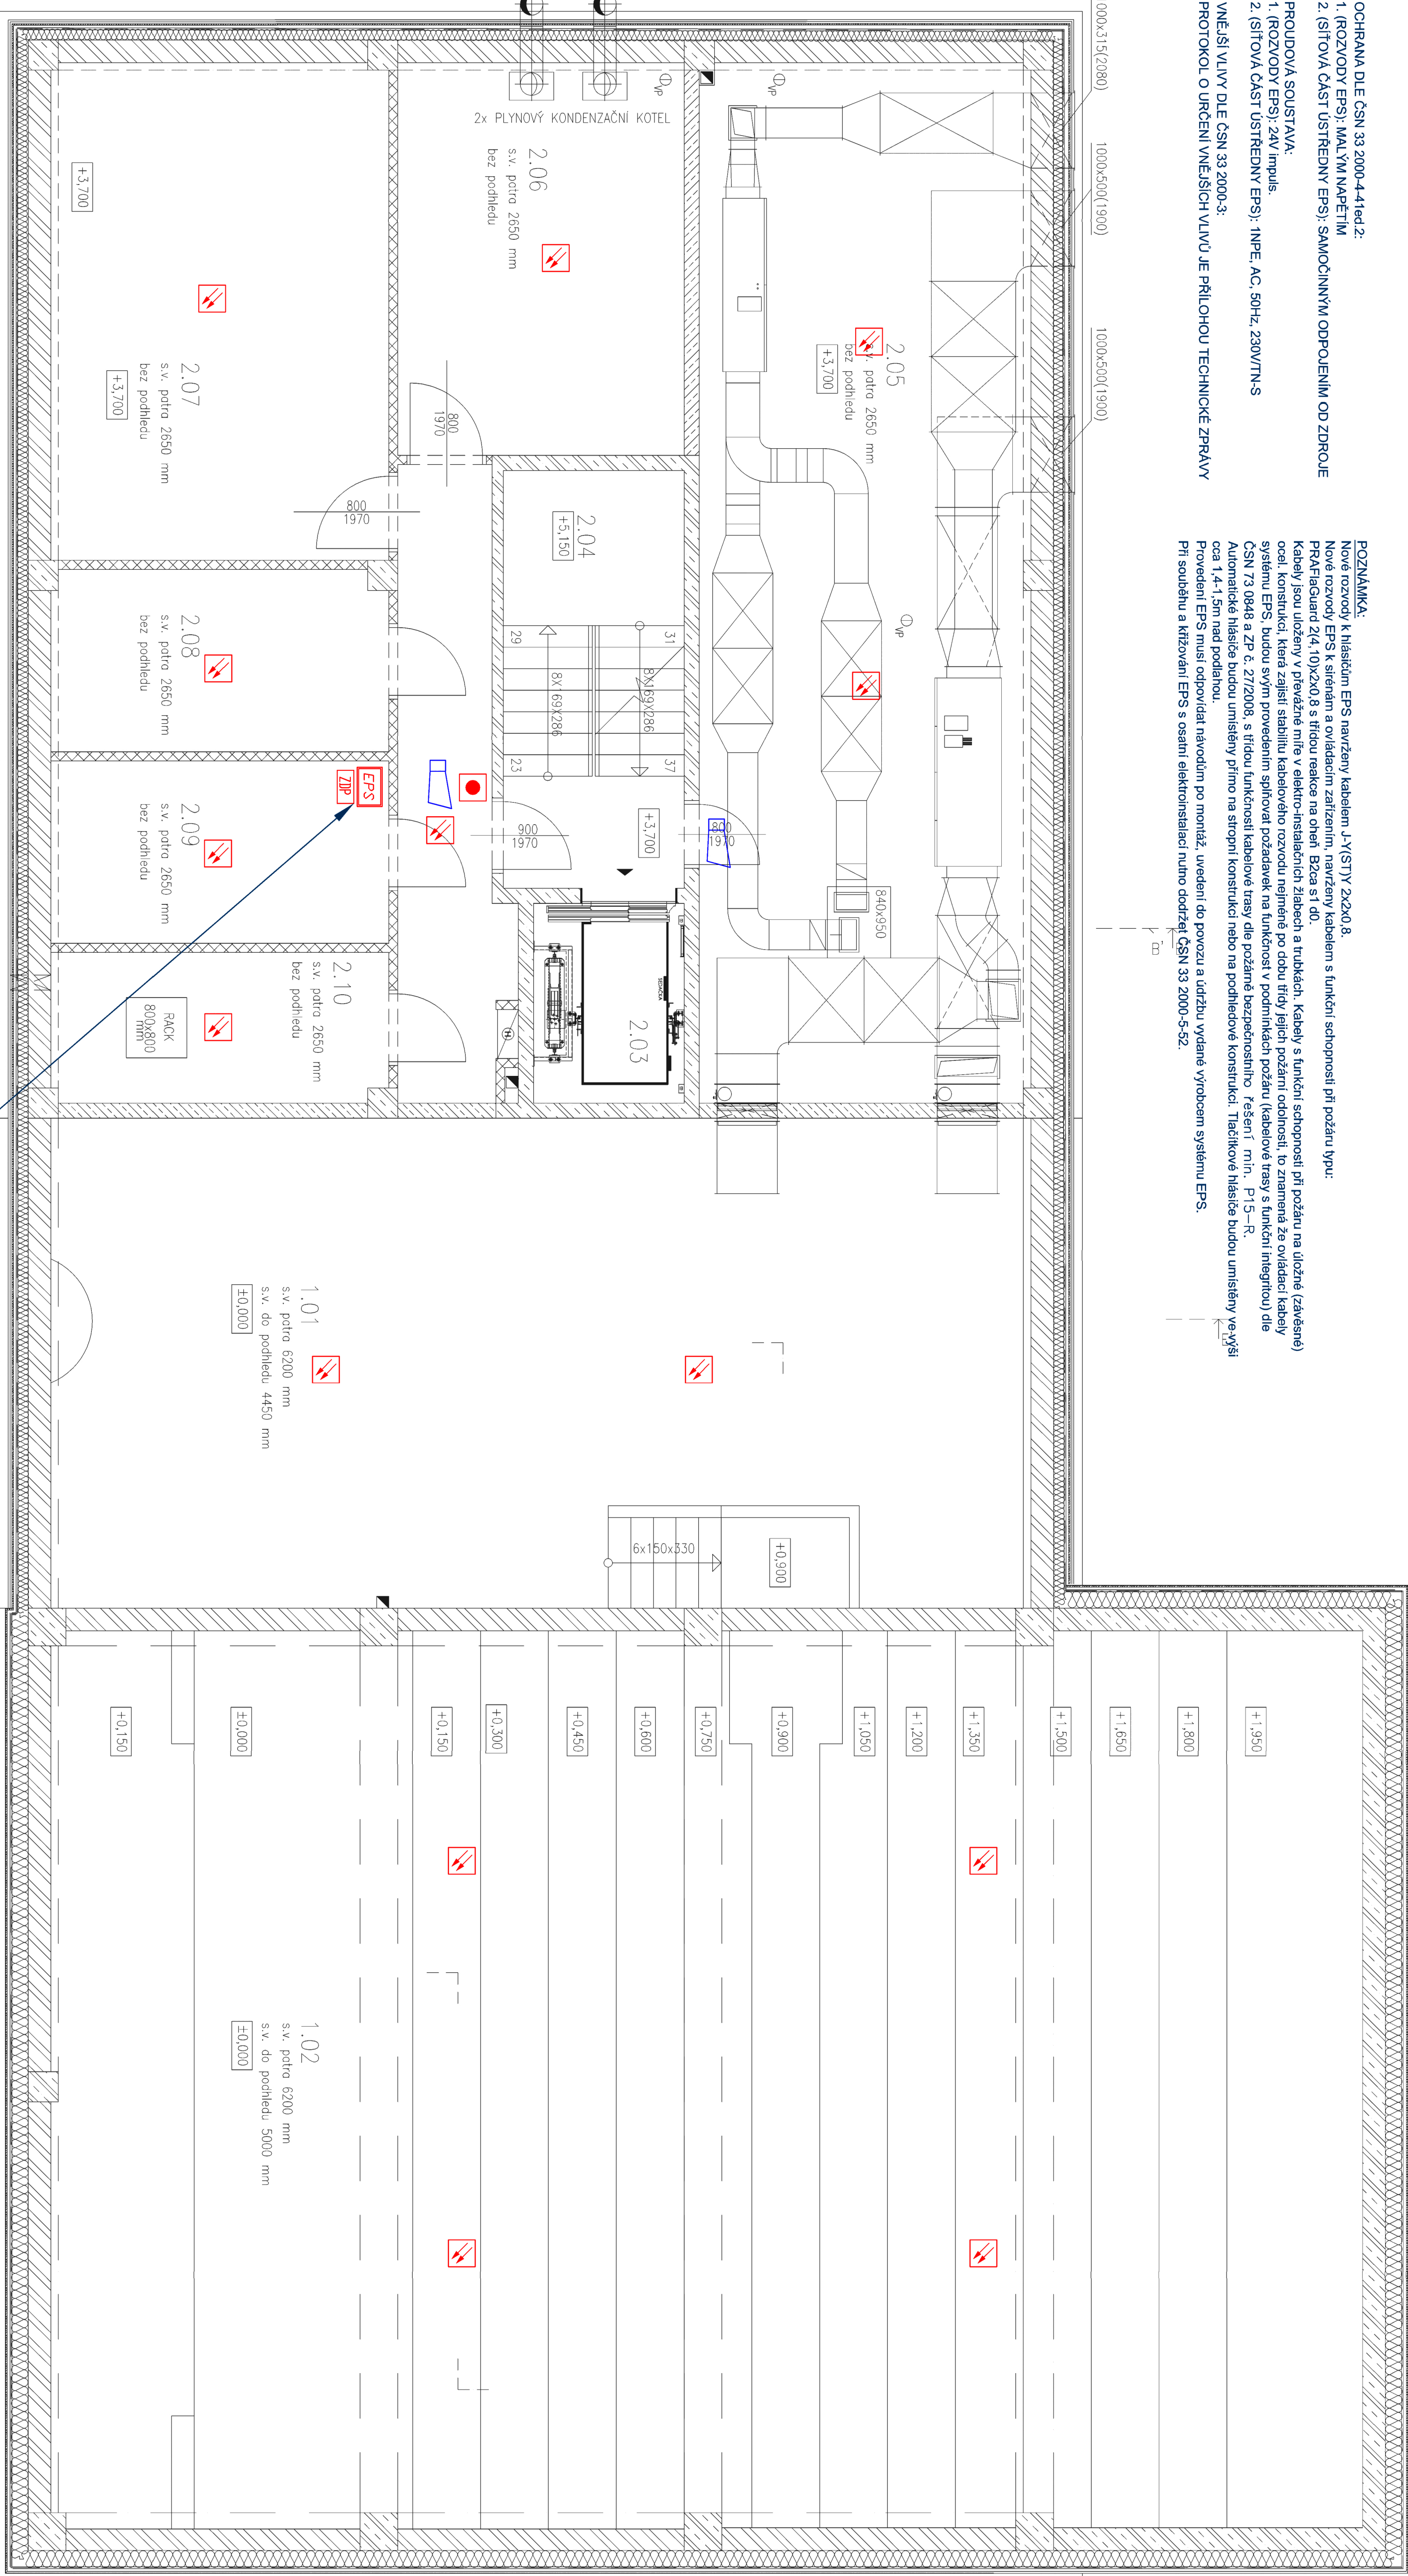 OCHRANA DLE ČSN 33 2000-4-41ed.2:
1. (ROZVODY EPS): MALÝM NAPĚTÍM
2. (SÍŤOVÁ ČÁST ÚSTŘEDNY EPS): SAMOČINNÝM ODPOJENÍM OD ZDROJE
PROUDOVÁ SOUSTAVA:
1. (ROZVODY EPS): 24V impuls.
2. (SÍŤOVÁ ČÁST ÚSTŘEDNY EPS): 1NPE, AC, 50Hz, 230V/TN-S
VNĚJŠÍ VLIVY DLE ČSN 33 2000-3:
PROTOKOL O URČENÍ VNĚJŠÍCH VLIVŮ JE PŘÍLOHOU TECHNICKÉ ZPRÁVY
POZNÁMKA:
Nové rozvody k hlásičům EPS navrženy kabelem J-Y(ST)Y 2x2x0,8.
Nové rozvody EPS k sirénám a ovládacím zařízením, navrženy kabelem s funkční schopností při požáru typu:
PRAFlaGuard 2(4,10)x2x0,8 s třídou reakce na oheň B2ca s1 d0.
Kabely jsou uloženy v převážné míře v elektro-instalačních žlabech a trubkách. Kabely s funkční schopností při požáru na úložné (závěsné)
ocel. konstrukci, která zajistí stabilitu kabelového rozvodu nejméně po dobu třídy jejich požární odolnosti, to znamená že ovládací kabely
systému EPS, budou svým provedením splňovat požadavek na funkčnost v podmínkách požáru (kabelové trasy s funkční integritou) dle
ČSN 73 0848 a ZP č. 27/2008, s třídou funkčnosti kabelové trasy dle požárně bezpečnostního řešení min. P15-R.
Automatické hlásiče budou umístěny přímo na stropní konstrukci nebo na podhledové konstrukci. Tlačítkové hlásiče budou umístěny ve výši
cca 1,4-1,5m nad podlahou.
Provedení EPS musí odpovídat návodům po montáž, uvedení do povozu a údržbu vydané výrobcem systému EPS.
Při souběhu a křížování EPS s osatní elektroinstalací nutno dodržet ČSN 33 2000-5-52.
000x315(2080)
1000x500(1900)
1000x500(1900)
B'
VP
VP
VP
2.05
s.v. patra 2650 mm
bez podhledu
+3,700
840x950
2x PLYNOVÝ KONDENZAČNÍ KOTEL
2.06
s.v. patra 2650 mm
bez podhledu
800
1970
2.04
+5,150
31
8X169X286
37
29
8X169X286
23
+3,700
800
1970
900
1970
2.03
SEDAČKA
H
+3,700
2.07
s.v. patra 2650 mm
bez podhledu
+3,700
800
1970
2.08
s.v. patra 2650 mm
bez podhledu
EPS
ZDP
2.09
s.v. patra 2650 mm
bez podhledu
2.10
s.v. patra 2650 mm
bez podhledu
RACK
800x800
mm
1.01
s.v. patra 6200 mm
s.v. do podhledu 4450 mm
±0,000
6x150x330
+0,900
+1,950
+1,800
+1,650
+1,500
+1,350
+1,200
+1,050
+0,900
+0,750
+0,600
+0,450
+0,300
+0,150
±0,000
+0,150
1.02
s.v. patra 6200 mm
s.v. do podhledu 5000 mm
±0,000